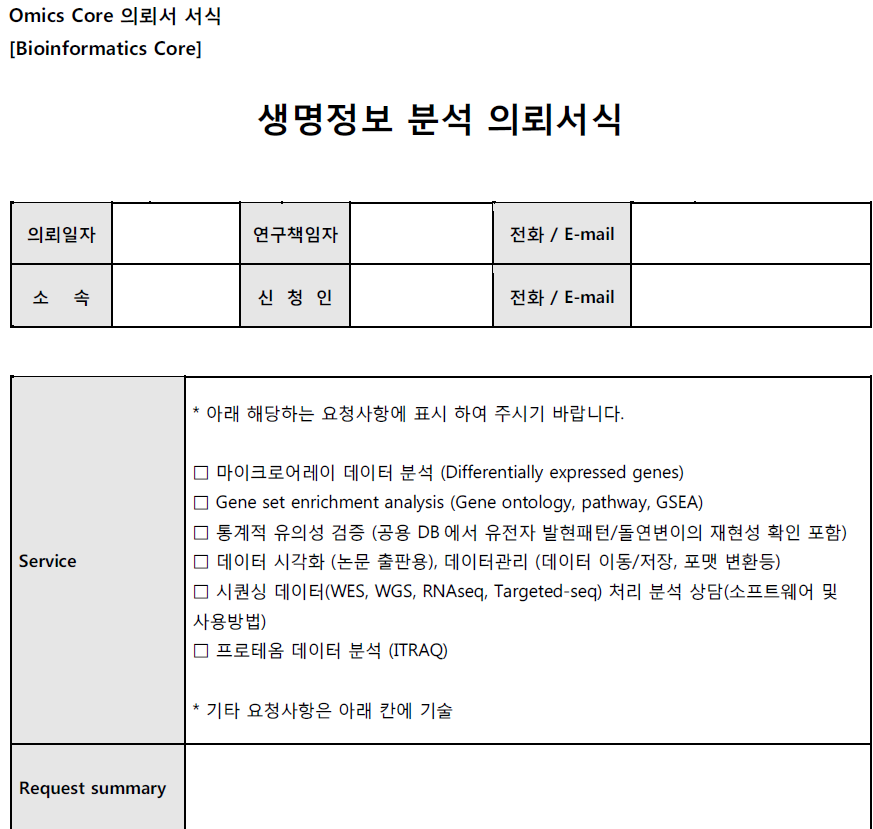 Omics Core 의뢰서 서식
[Bioinformatics Core]
생명정보 분석 의뢰서식
의뢰일자 연구책임자 전화 / E-mail
소 속 신 청 인 전화 / E-mail
* 아래 해당하는 요청사항에 표시 하여 주시기 바랍니다.
□ 마이크로어레이 데이터 분석 (Differentially expressed genes)
□ Gene set enrichment analysis (Gene ontology, pathway, GSEA)
□ 통계적 유의성 검증 (공용 DB에서 유전자 발현패턴/돌연변이의 재현성 확인 포함)
Service
□ 데이터 시각화 (논문 출판용), 데이터관리 (데이터 이동/저장, 포맷 변환등)
□ 시퀀싱 데이터(WES, WGS, RNAseq, Targeted-seq) 처리 분석 상담(소프트웨어 및
사용방법)
□ 프로테옴 데이터 분석 (ITRAQ)
* 기타 요청사항은 아래 칸에 기술
Request summary